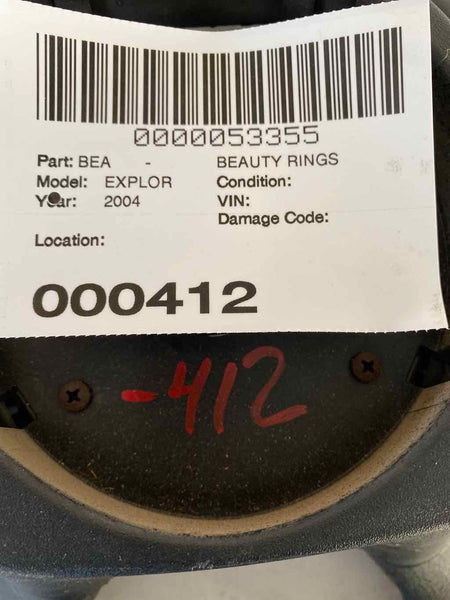 0000053355
Part: BEA - BEAUTY RINGS
Model: EXPLOR Condition:
Year: 2004 VIN:
Damage Code:
Location:
000412
-412